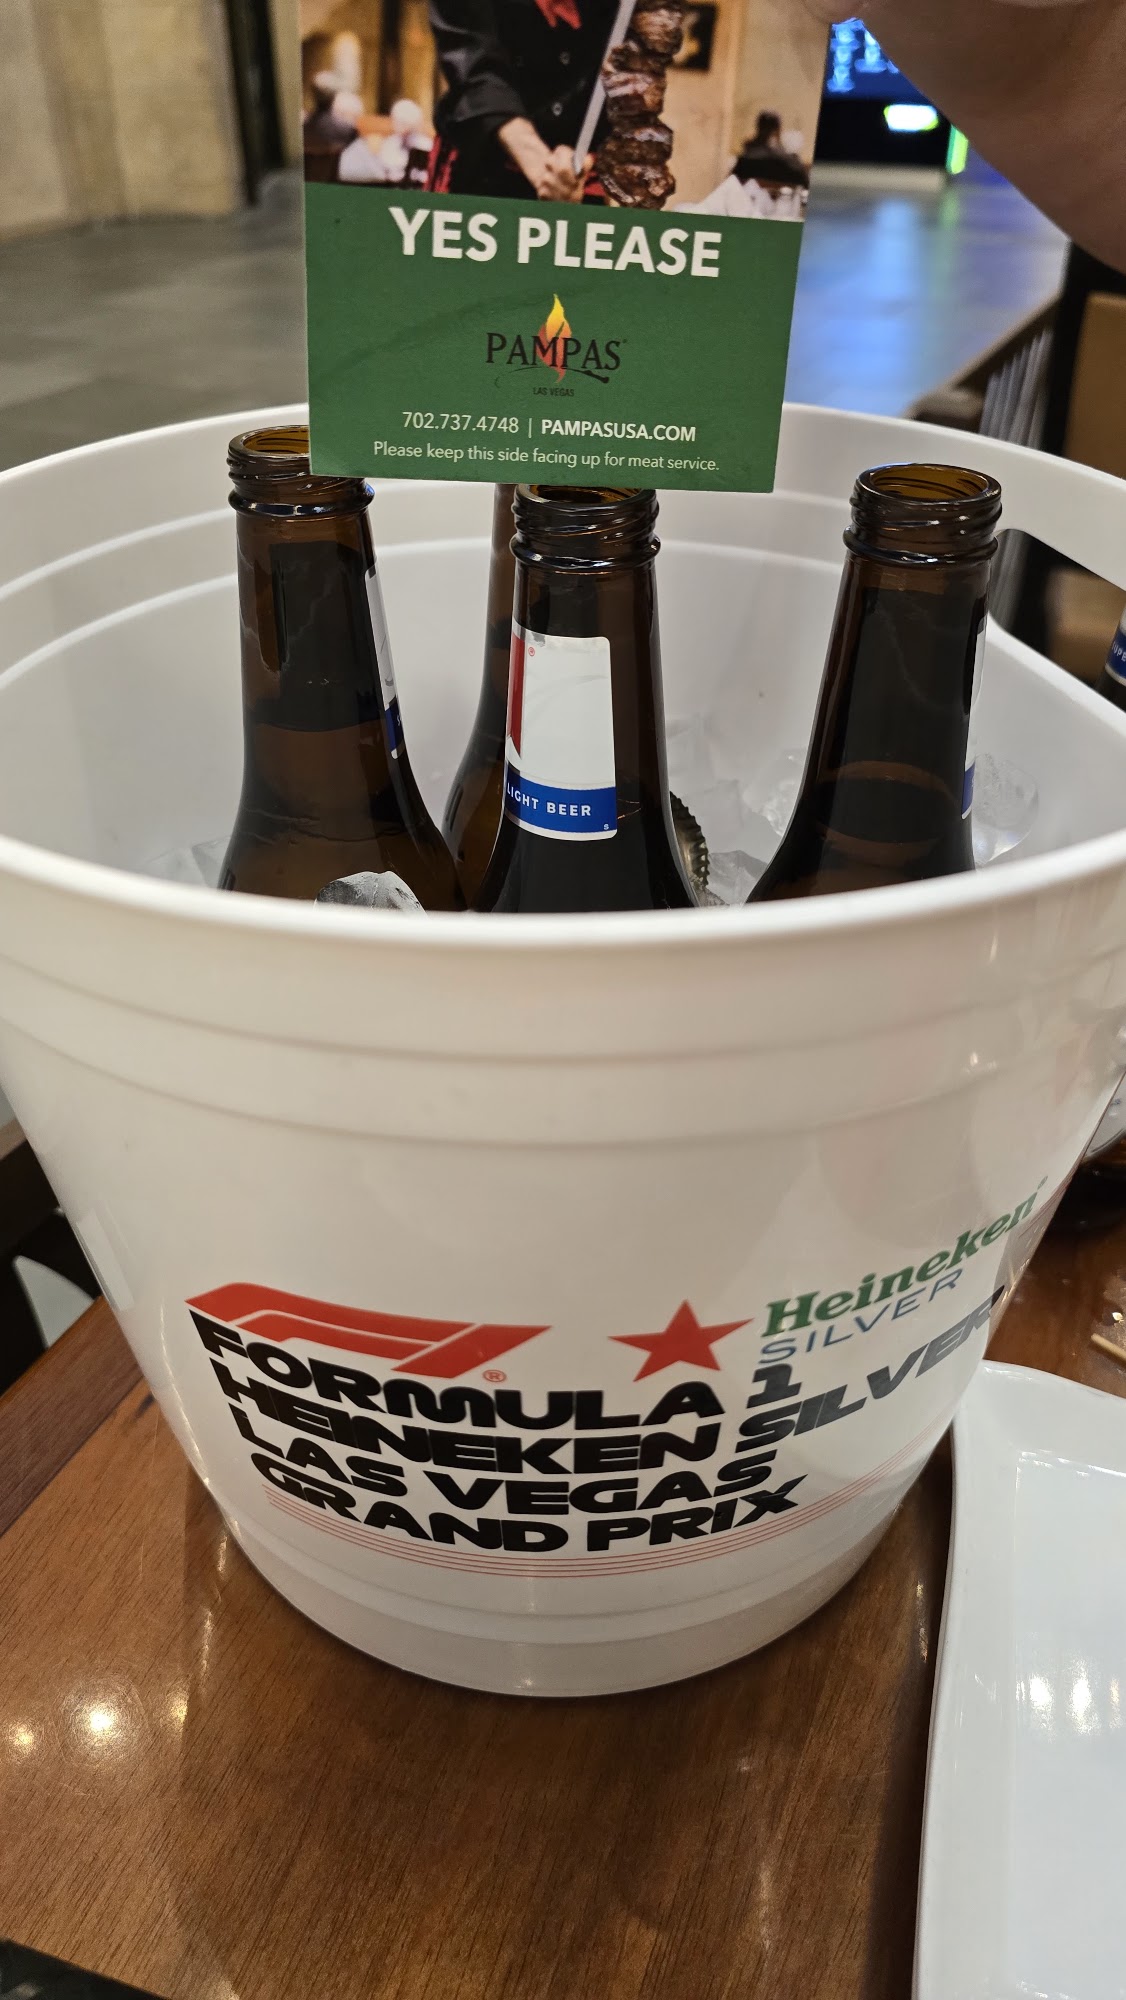 YES PLEASE
PAMPAS
LAS VEGAS
702.737.4748 | PAMPASUSA.COM
Please keep this side facing up for meat service.
LIGHT BEER
Heineken
SILVER
FORMULA 1
HEINEKEN SILVER
LAS VEGAS
GRAND PRIX